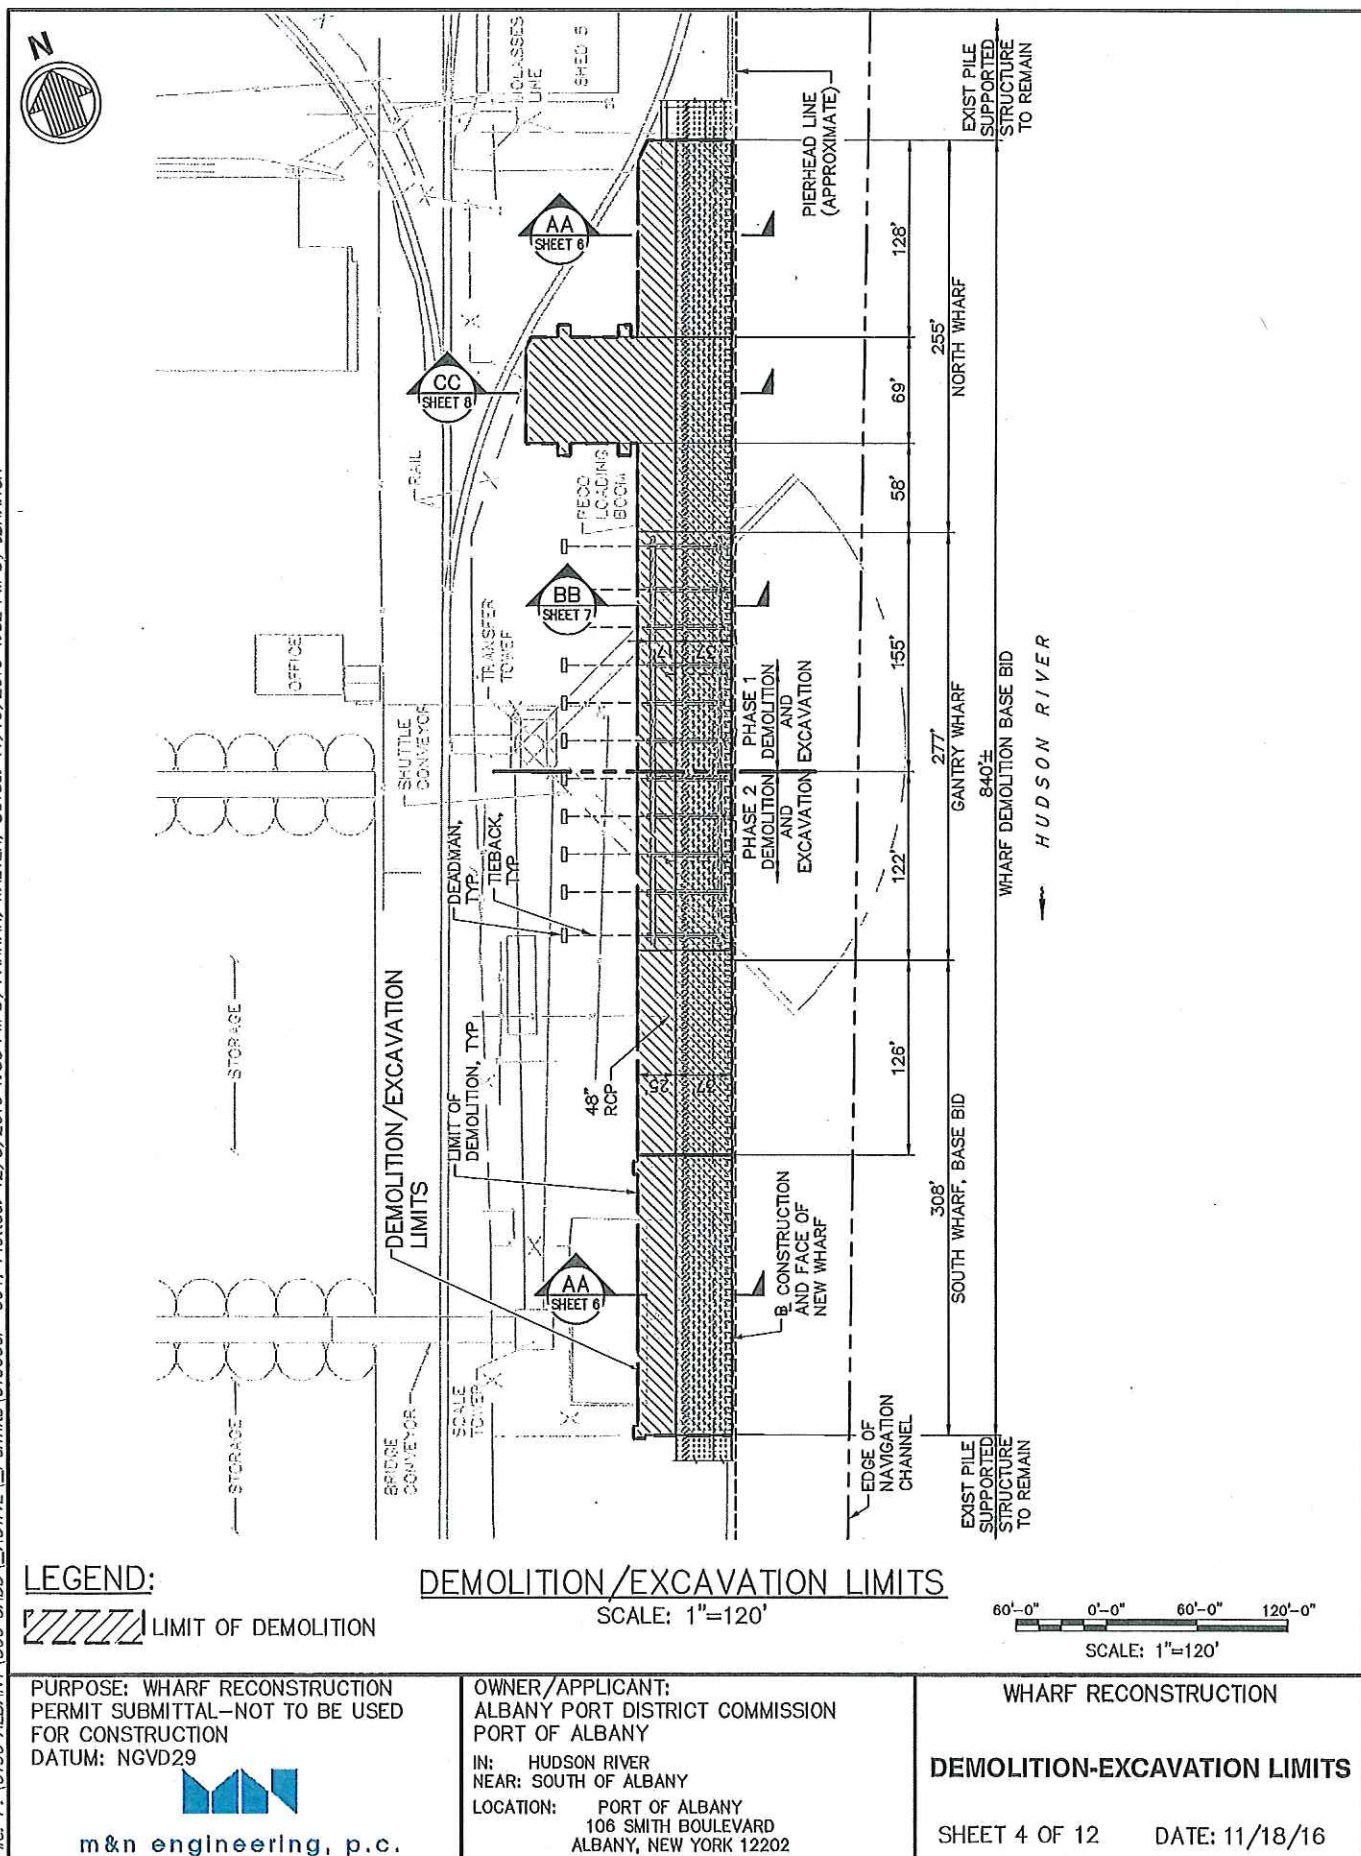 N
MOLASSES
LINE
SHED 5
PIERHEAD LINE
(APPROXIMATE)
EXIST PILE
SUPPORTED
STRUCTURE
TO REMAIN
AA
SHEET 6
128'
255'
NORTH WHARF
CC
SHEET 8
69'
RAIL
PECO
LOADING
BOOM
58'
BB
SHEET 7
OFFICE
TRANSFER
TOWER
SHUTTLE
CONVEYOR
155'
PHASE 1
DEMOLITION
AND
EXCAVATION
PHASE 2
DEMOLITION
AND
EXCAVATION
277'
GANTRY WHARF
840'±
WHARF DEMOLITION BASE BID
HUDSON RIVER
DEADMAN,
TYP
TIEBACK,
TYP
122'
STORAGE
DEMOLITION/EXCAVATION
LIMITS
LIMIT OF
DEMOLITION, TYP
48"
RCP
25'
37'
126'
308'
SOUTH WHARF, BASE BID
AA
SHEET 6
B CONSTRUCTION
AND FACE OF
NEW WHARF
STORAGE
BRIDGE
CONVEYOR
SCALE
TOWER
EDGE OF
NAVIGATION
CHANNEL
EXIST PILE
SUPPORTED
STRUCTURE
TO REMAIN
LEGEND:
LIMIT OF DEMOLITION
DEMOLITION/EXCAVATION LIMITS
SCALE: 1"=120'
60'-0" 0'-0" 60'-0" 120'-0"
SCALE: 1"=120'
PURPOSE: WHARF RECONSTRUCTION
PERMIT SUBMITTAL-NOT TO BE USED
FOR CONSTRUCTION
DATUM: NGVD29
m&n engineering, p.c.
OWNER/APPLICANT:
ALBANY PORT DISTRICT COMMISSION
PORT OF ALBANY
IN: HUDSON RIVER
NEAR: SOUTH OF ALBANY
LOCATION: PORT OF ALBANY
106 SMITH BOULEVARD
ALBANY, NEW YORK 12202
WHARF RECONSTRUCTION
DEMOLITION-EXCAVATION LIMITS
SHEET 4 OF 12 DATE: 11/18/16